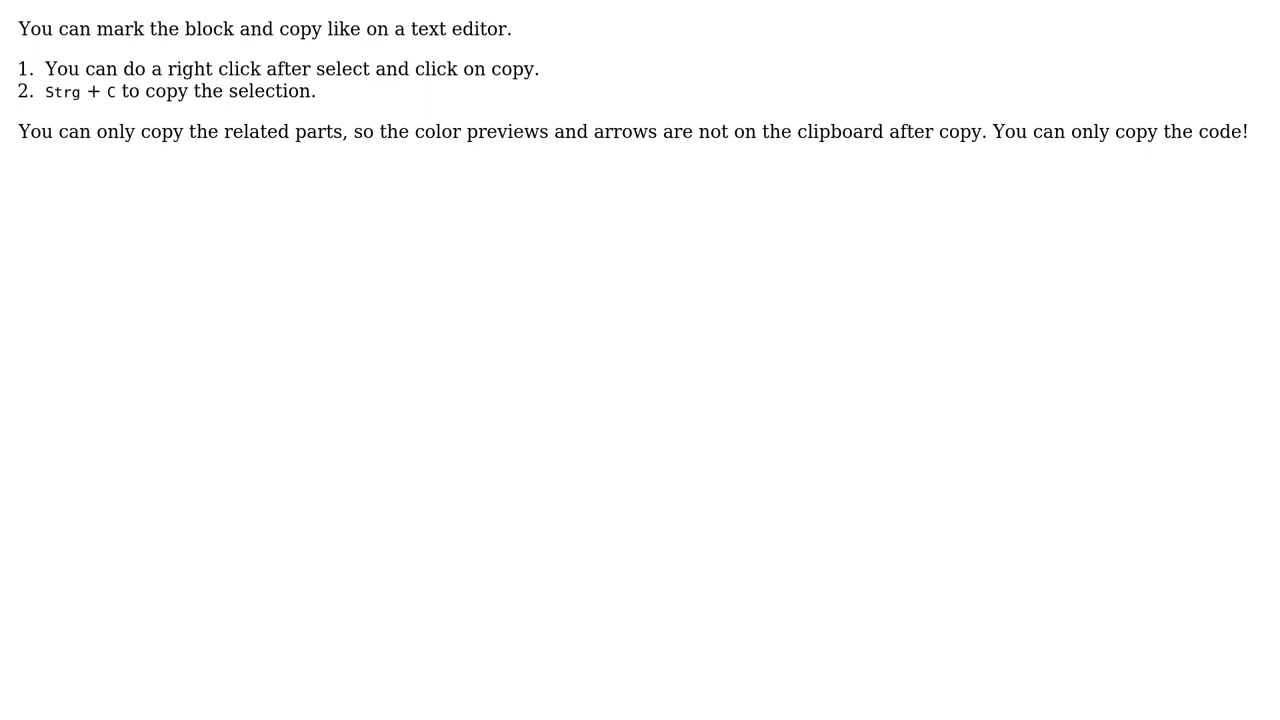 You can mark the block and copy like on a text editor.
1. You can do a right click after select and click on copy.
2. Strg + C to copy the selection.
You can only copy the related parts, so the color previews and arrows are not on the clipboard after copy. You can only copy the code!